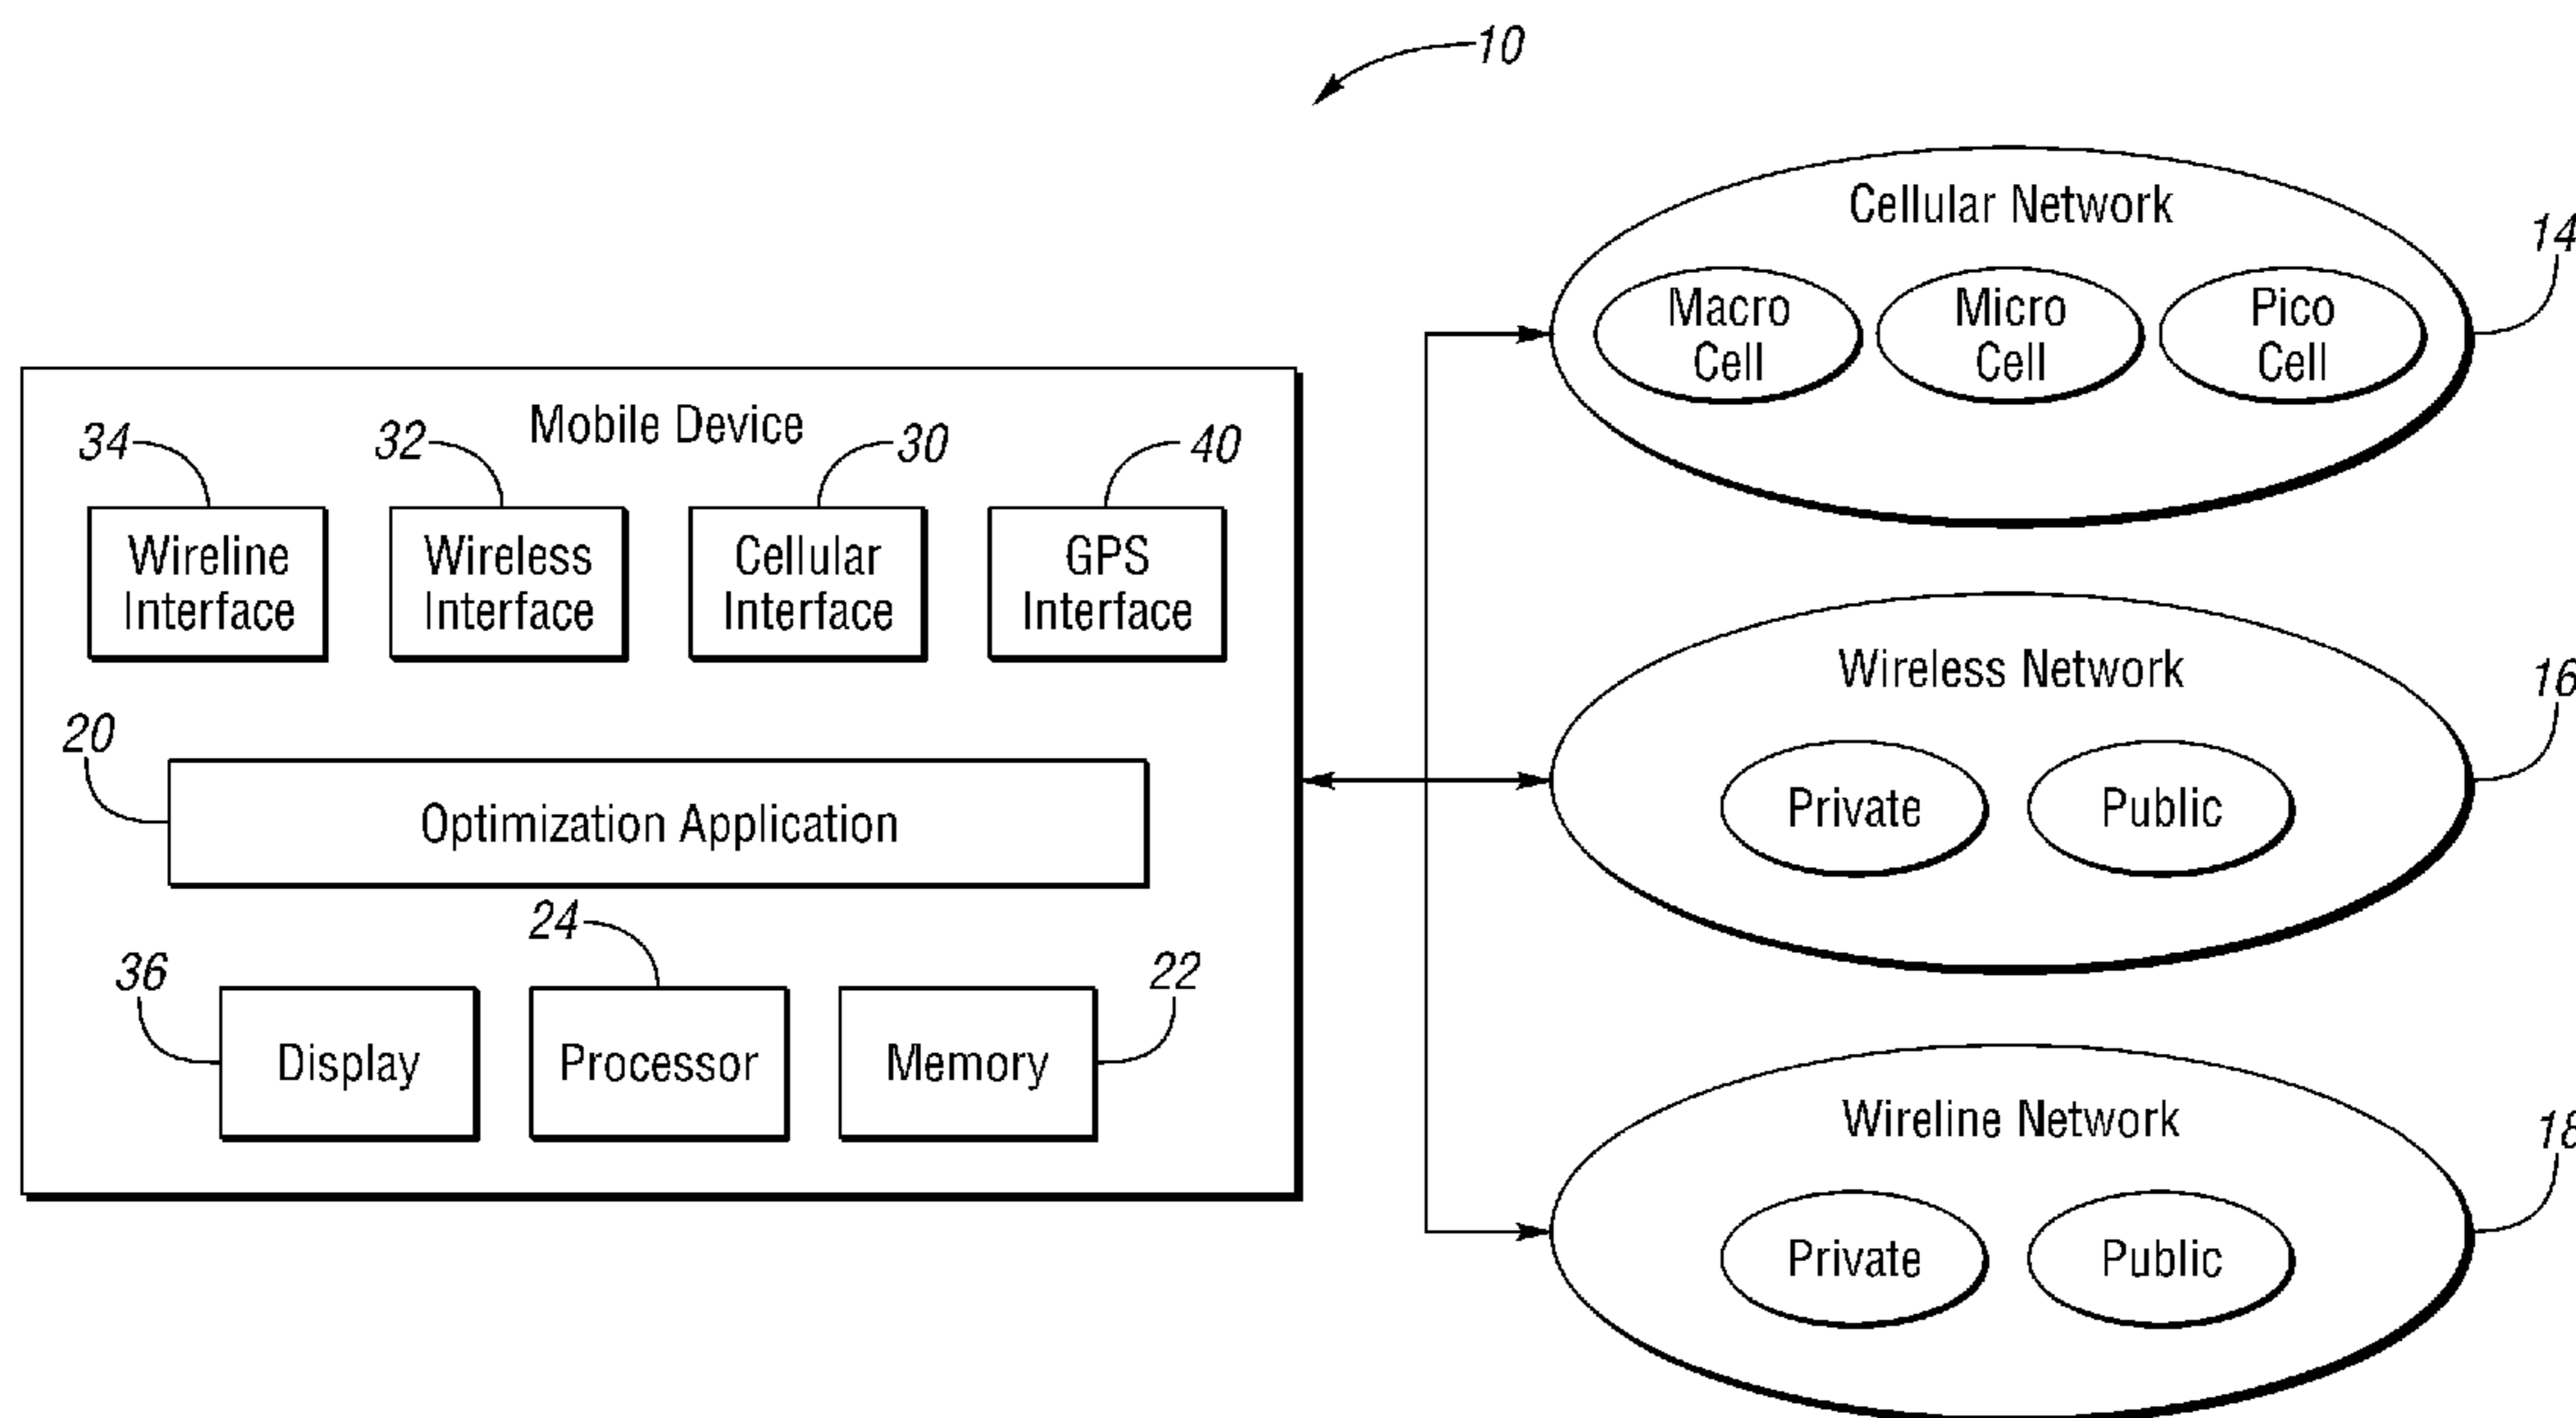 10
Cellular Network
14
Macro
Cell
Micro
Cell
Pico
Cell
Mobile Device
34
32
30
40
Wireline
Interface
Wireless
Interface
Cellular
Interface
GPS
Interface
20
Optimization Application
24
36
22
Display
Processor
Memory
Wireless Network
16
Private
Public
Wireline Network
18
Private
Public